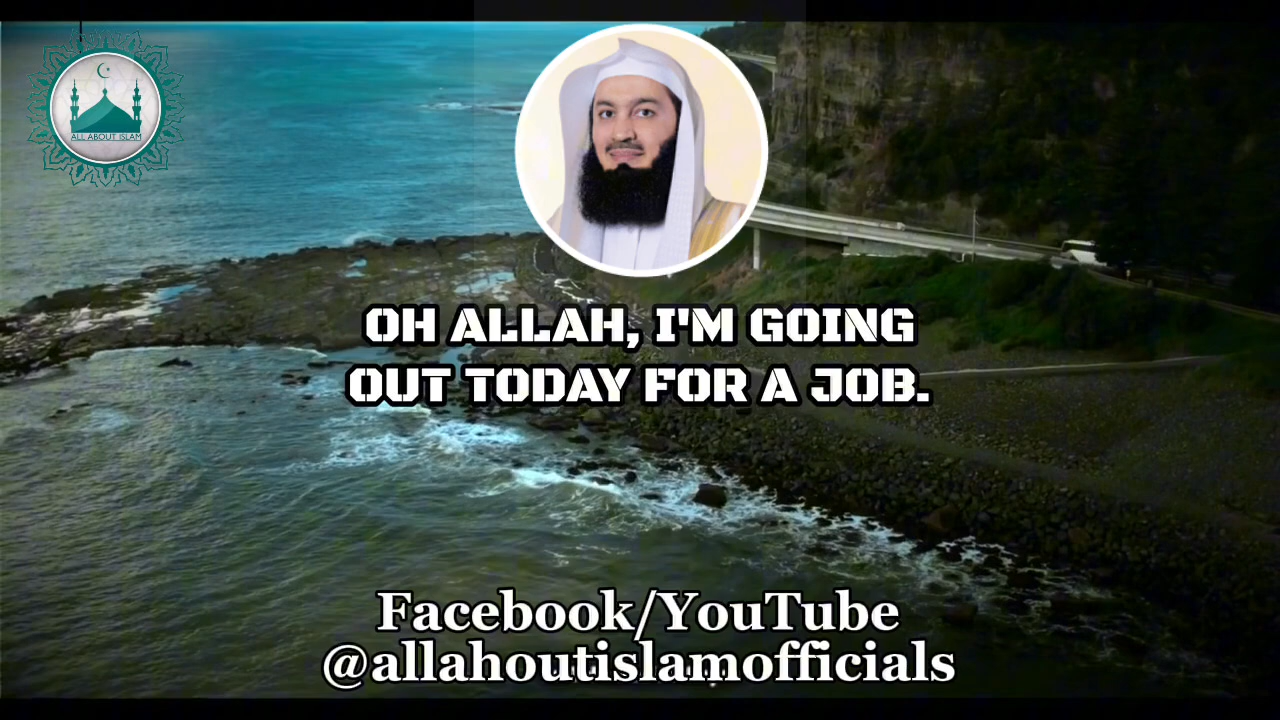 ALL ABOUT ISLAM
OH ALLAH, I'M GOING
OUT TODAY FOR A JOB.
Facebook/YouTube
@allahoutislamofficials